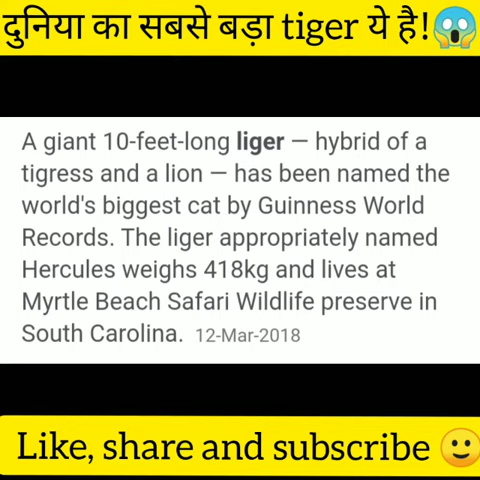 दुनिया का सबसे बड़ा tiger ये है!😱
A giant 10-feet-long liger — hybrid of a
tigress and a lion — has been named the
world's biggest cat by Guinness World
Records. The liger appropriately named
Hercules weighs 418kg and lives at
Myrtle Beach Safari Wildlife preserve in
South Carolina. 12-Mar-2018
Like, share and subscribe 🙂